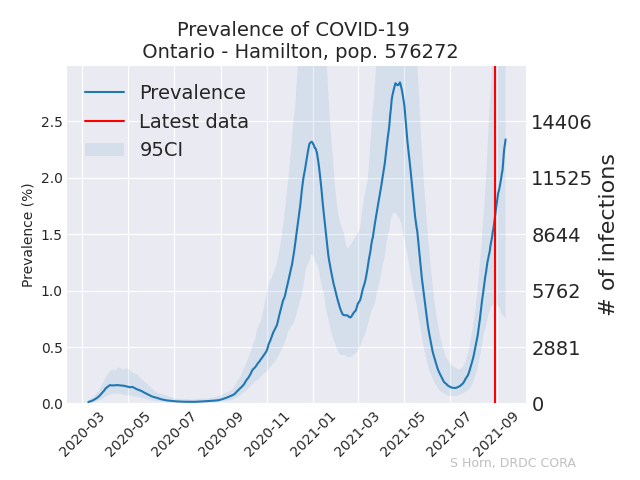 Prevalence of COVID-19
Ontario - Hamilton, pop. 576272
Prevalence
Latest data
95CI
Prevalence (%)
2.5
2.0
1.5
1.0
0.5
0.0
14406
11525
8644
5762
2881
0
# of infections
2020-03
2020-05
2020-07
2020-09
2020-11
2021-01
2021-03
2021-05
2021-07
2021-09
S Horn, DRDC CORA